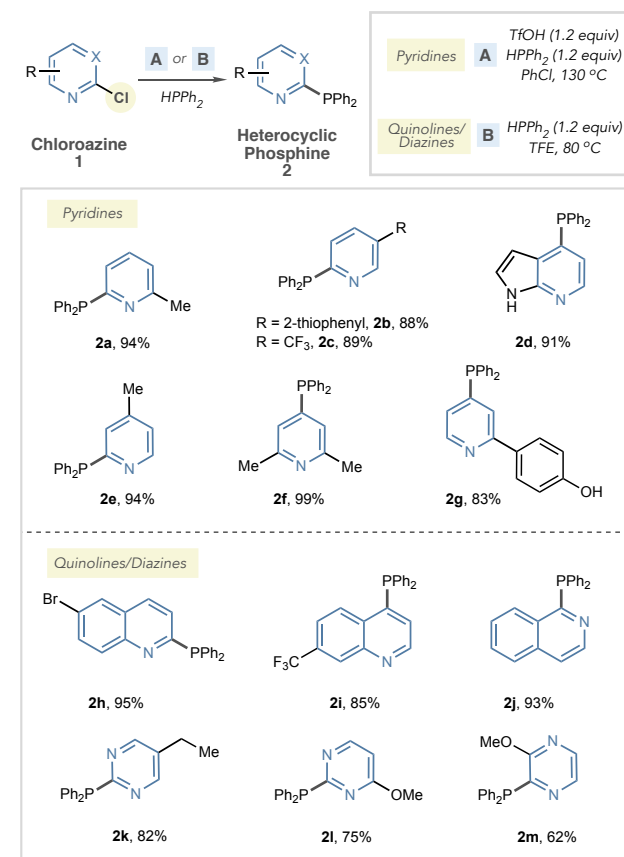 R
X
N
Cl
Chloroazine
1
A or B
HPPh2
R
X
N
PPh2
Heterocyclic
Phosphine
2
Pyridines
A
TfOH (1.2 equiv)
HPPh2 (1.2 equiv)
PhCl, 130 °C
Quinolines/
Diazines
B
HPPh2 (1.2 equiv)
TFE, 80 °C
Pyridines
Ph2P
N
Me
2a, 94%
R
Ph2P
N
R = 2-thiophenyl, 2b, 88%
R = CF3, 2c, 89%
PPh2
N
H
N
2d, 91%
Me
Ph2P
N
2e, 94%
PPh2
Me
N
Me
2f, 99%
PPh2
N
OH
2g, 83%
Quinolines/Diazines
Br
N
PPh2
2h, 95%
PPh2
F3C
N
2i, 85%
PPh2
N
2j, 93%
N
Me
Ph2P
N
2k, 82%
N
Ph2P
N
OMe
2l, 75%
MeO
N
Ph2P
N
2m, 62%